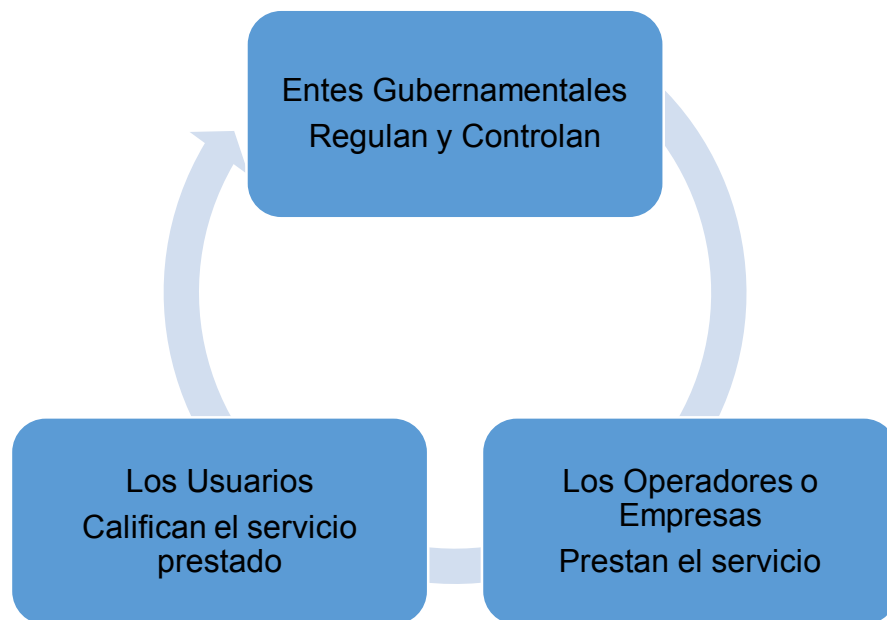 Entes Gubernamentales
Regulan y Controlan
Los Usuarios
Califican el servicio
prestado
Los Operadores o
Empresas
Prestan el servicio